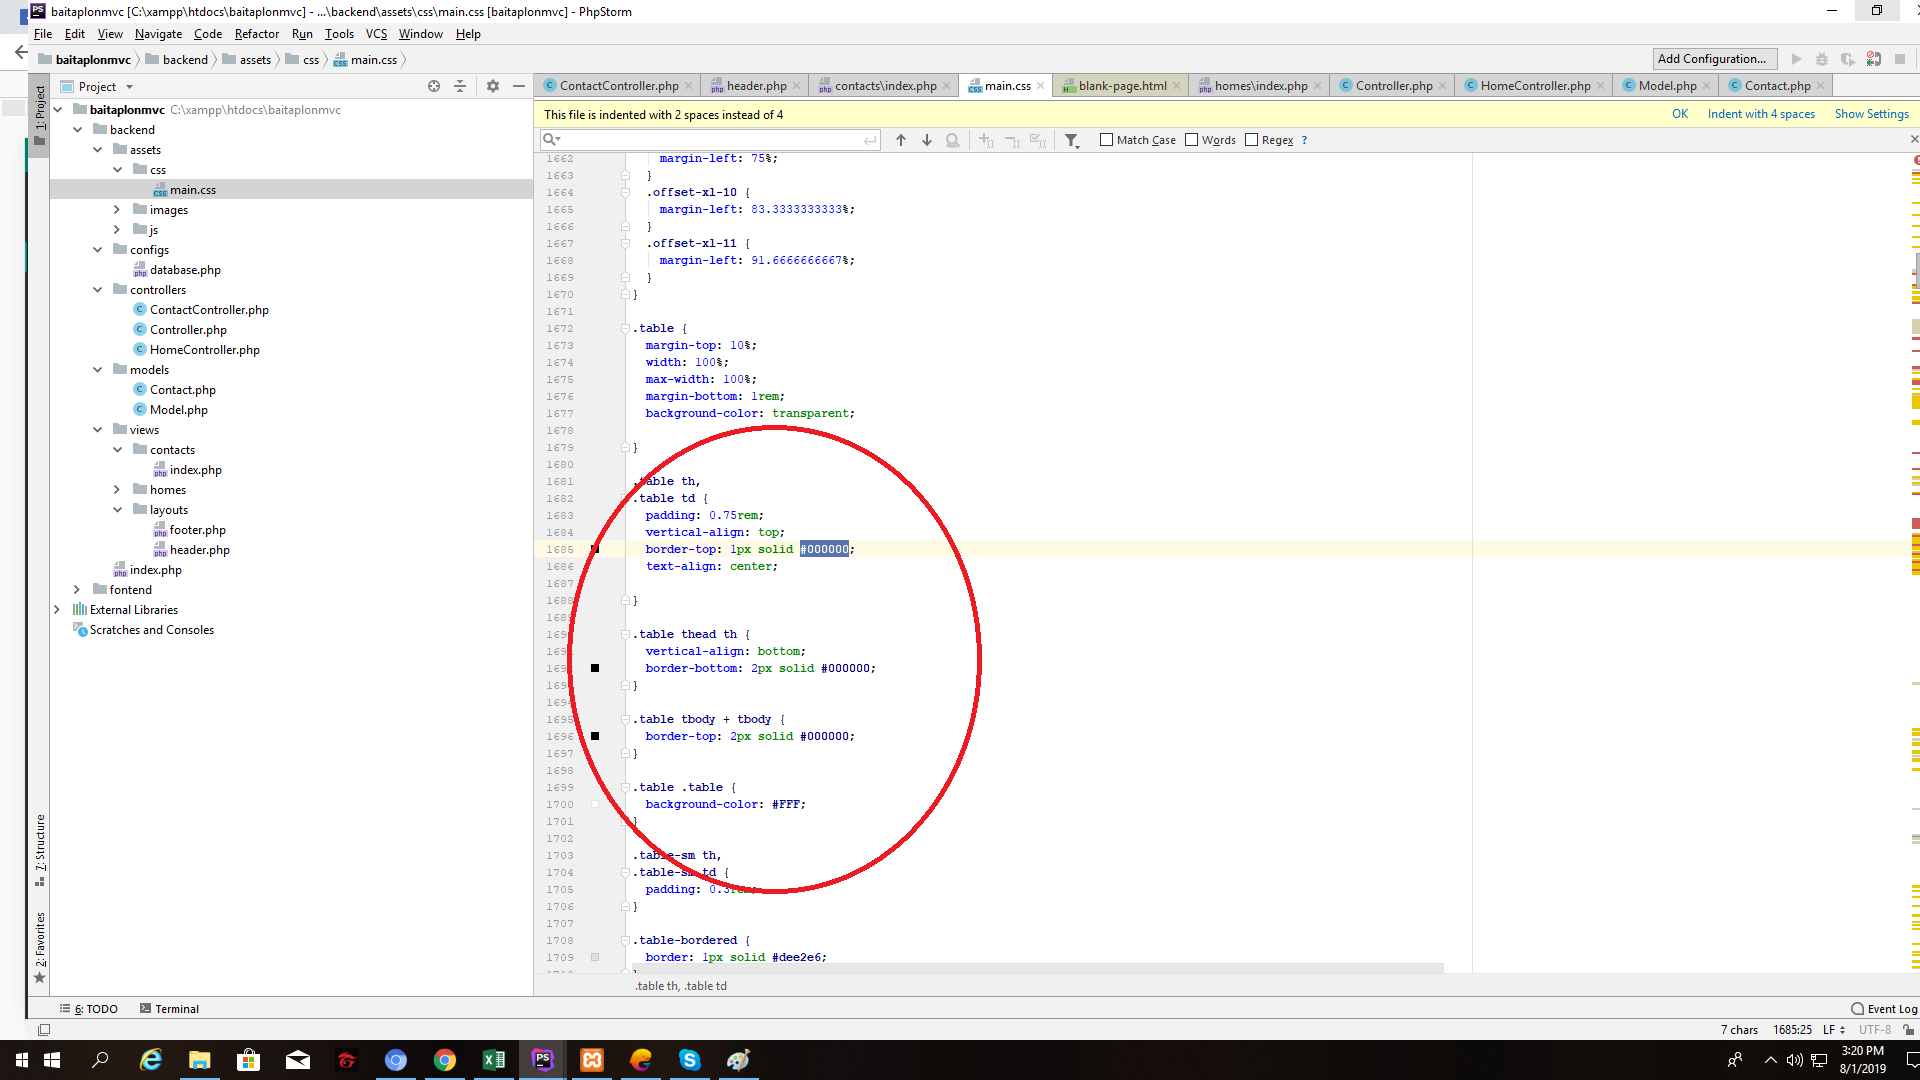 baitaplonmvc [C:\xampp\htdocs\baitaplonmvc] - ...\backend\assets\css\main.css [baitaplonmvc] - PhpStorm
File Edit View Navigate Code Refactor Run Tools VCS Window Help
baitaplonmvc backend assets css main.css
Add Configuration...
1: Project
Project
ContactController.php header.php contacts\index.php main.css blank-page.html homes\index.php Controller.php HomeController.php Model.php Contact.php
This file is indented with 2 spaces instead of 4
OK Indent with 4 spaces Show Settings
Match Case Words Regex ?
baitaplonmvc C:\xampp\htdocs\baitaplonmvc
backend
assets
css
main.css
images
js
configs
database.php
controllers
ContactController.php
Controller.php
HomeController.php
models
Contact.php
Model.php
views
contacts
index.php
homes
layouts
footer.php
header.php
index.php
fontend
External Libraries
Scratches and Consoles
1662 margin-left: 75%;
1663 }
1664 .offset-xl-10 {
1665 margin-left: 83.3333333333%;
1666 }
1667 .offset-xl-11 {
1668 margin-left: 91.6666666667%;
1669 }
1670 }
1671
1672 .table {
1673 margin-top: 10%;
1674 width: 100%;
1675 max-width: 100%;
1676 margin-bottom: 1rem;
1677 background-color: transparent;
1678
1679 }
1680
1681 .table th,
1682 .table td {
1683 padding: 0.75rem;
1684 vertical-align: top;
1685 border-top: 1px solid #000000;
1686 text-align: center;
1687
1688 }
.table thead th {
vertical-align: bottom;
border-bottom: 2px solid #000000;
}
1695 .table tbody + tbody {
1696 border-top: 2px solid #000000;
1697 }
1698
1699 .table .table {
1700 background-color: #FFF;
1701 }
1702
1703 .table-sm th,
1704 .table-sm td {
1705 padding: 0.3rem;
1706 }
1707
1708 .table-bordered {
1709 border: 1px solid #dee2e6;
.table th, .table td
7: Structure
2: Favorites
6: TODO Terminal
Event Log
7 chars 1685:25 LF UTF-8
3:20 PM
8/1/2019